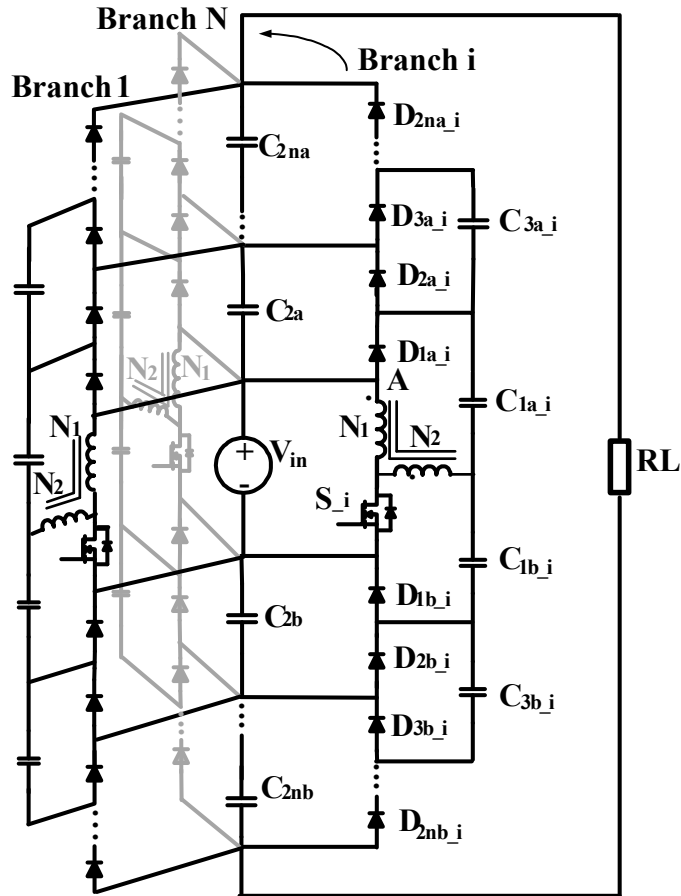 Branch N
Branch i
Branch 1
D2na_i
C2na
D3a_i
C3a_i
D2a_i
C2a
D1a_i
A
C1a_i
N2
N1
N1
N2
N1
N2
Vin
+
-
RL
S_i
C1b_i
D1b_i
C2b
D2b_i
C3b_i
D3b_i
C2nb
D2nb_i